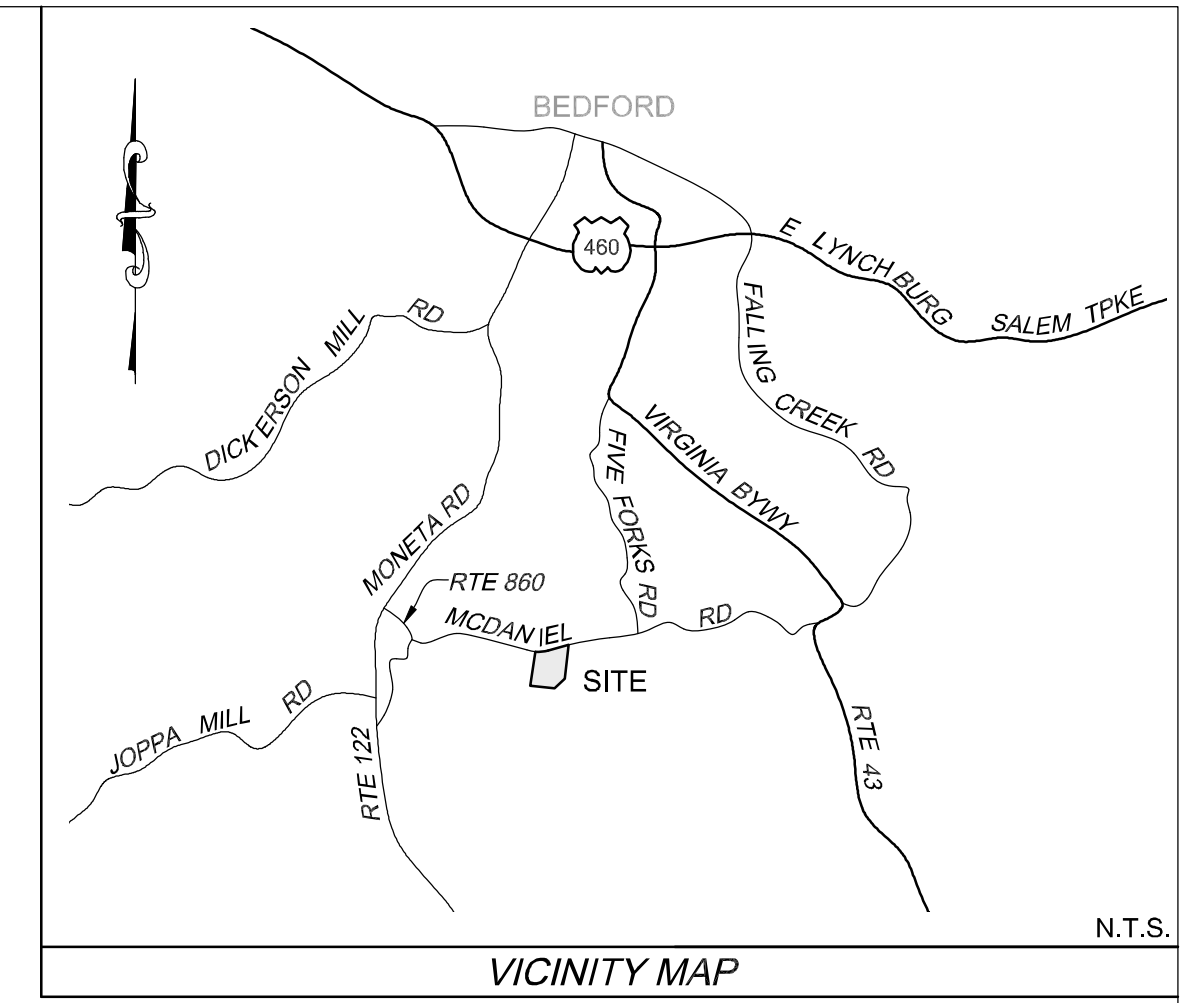 BEDFORD
460
E LYNCHBURG
SALEM TPKE
DICKERSON MILL RD
FALLING CREEK RD
VIRGINIA BYWY
FIVE FORKS RD
MONETA RD
RTE 860
MCDANIEL RD
SITE
JOPPA MILL RD
RTE 122
RTE 43
N.T.S.
VICINITY MAP